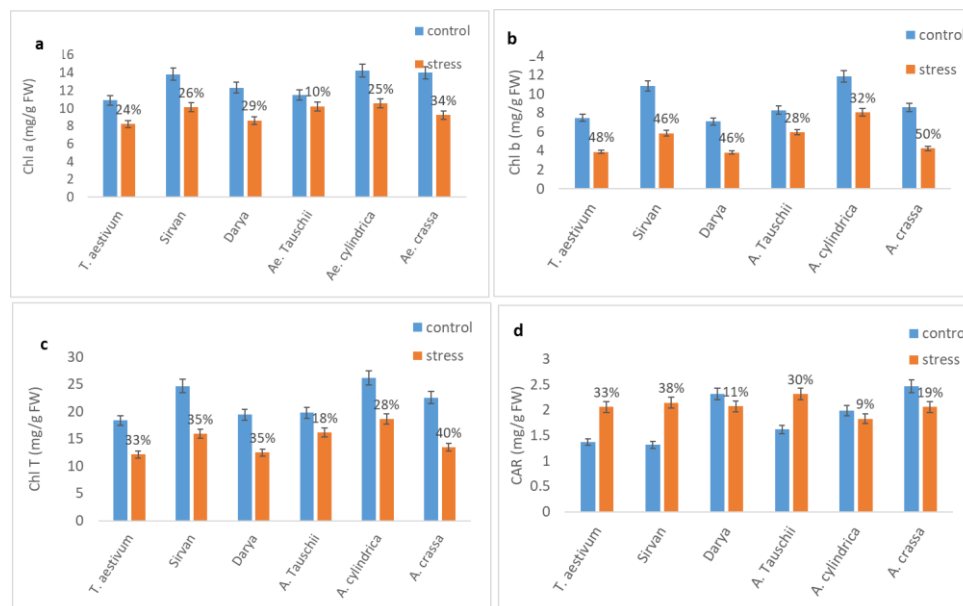 a
control
stress
Chl a (mg/g FW)
16
14
12
10
8
6
4
2
0
24%
26%
29%
10%
25%
34%
T. aestivum
Sirvan
Darya
Ae. Tauschii
Ae. cylindrica
Ae. crassa
b
control
stress
Chl b (mg/g FW)
14
12
10
8
6
4
2
0
48%
46%
46%
28%
32%
50%
T. aestivum
Sirvan
Darya
A. Tauschii
A. cylindrica
A. crassa
c
control
stress
Chl T (mg/g FW)
30
25
20
15
10
5
0
33%
35%
35%
18%
28%
40%
T. aestivum
Sirvan
Darya
A. Tauschii
A. cylindrica
A. crassa
d
control
stress
CAR (mg/g FW)
3
2.5
2
1.5
1
0.5
0
33%
38%
11%
30%
9%
19%
T. aestivum
Sirvan
Darya
A. Tauschii
A. cylindrica
A. crassa